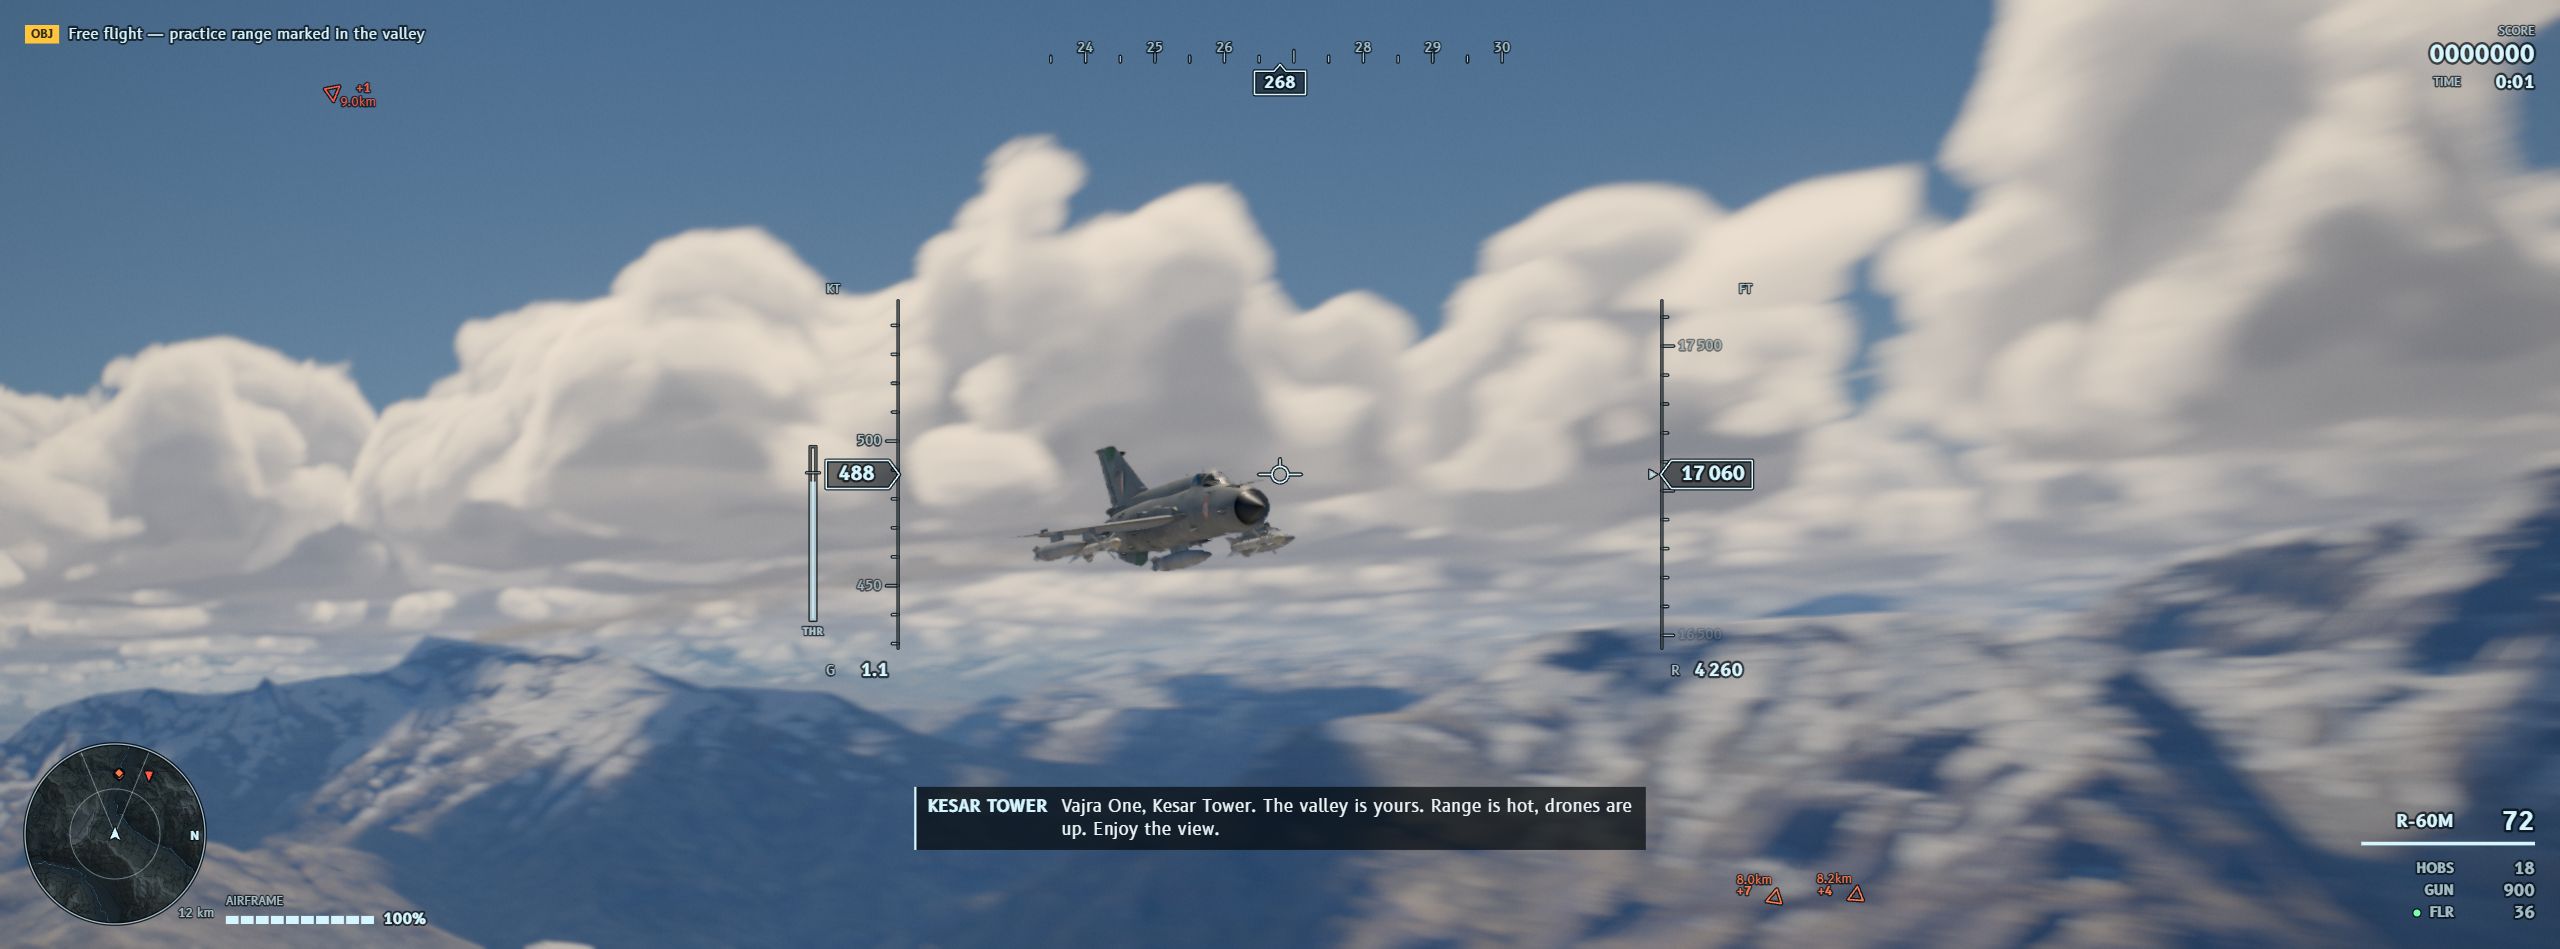 OBJ Free flight — practice range marked in the valley
24 25 26 28 29 30
268
SCORE
0000000
TIME 0:01
+1
9.0km
KT
FT
17 500
500
488
17 060
450
16 500
THR
G 1.1
R 4 260
KESAR TOWER Vajra One, Kesar Tower. The valley is yours. Range is hot, drones are
up. Enjoy the view.
N
12 km
AIRFRAME
100%
8.0km
+7
8.2km
+4
R-60M 72
HOBS 18
GUN 900
FLR 36